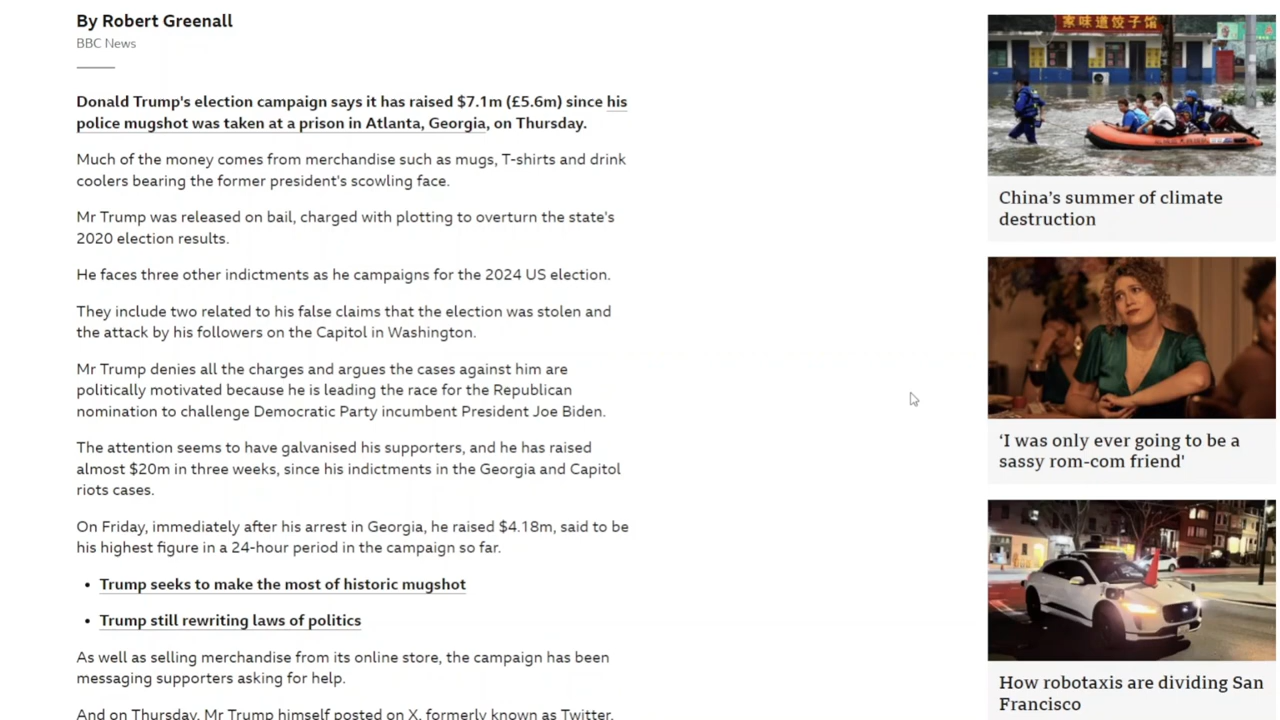 By Robert Greenall
BBC News
Donald Trump's election campaign says it has raised $7.1m (£5.6m) since his
police mugshot was taken at a prison in Atlanta, Georgia, on Thursday.
Much of the money comes from merchandise such as mugs, T-shirts and drink
coolers bearing the former president's scowling face.
Mr Trump was released on bail, charged with plotting to overturn the state's
2020 election results.
He faces three other indictments as he campaigns for the 2024 US election.
They include two related to his false claims that the election was stolen and
the attack by his followers on the Capitol in Washington.
Mr Trump denies all the charges and argues the cases against him are
politically motivated because he is leading the race for the Republican
nomination to challenge Democratic Party incumbent President Joe Biden.
The attention seems to have galvanised his supporters, and he has raised
almost $20m in three weeks, since his indictments in the Georgia and Capitol
riots cases.
On Friday, immediately after his arrest in Georgia, he raised $4.18m, said to be
his highest figure in a 24-hour period in the campaign so far.
• Trump seeks to make the most of historic mugshot
• Trump still rewriting laws of politics
As well as selling merchandise from its online store, the campaign has been
messaging supporters asking for help.
And on Thursday, Mr Trump himself posted on X, formerly known as Twitter,
家味道饺子馆
China's summer of climate
destruction
'I was only ever going to be a
sassy rom-com friend'
How robotaxis are dividing San
Francisco